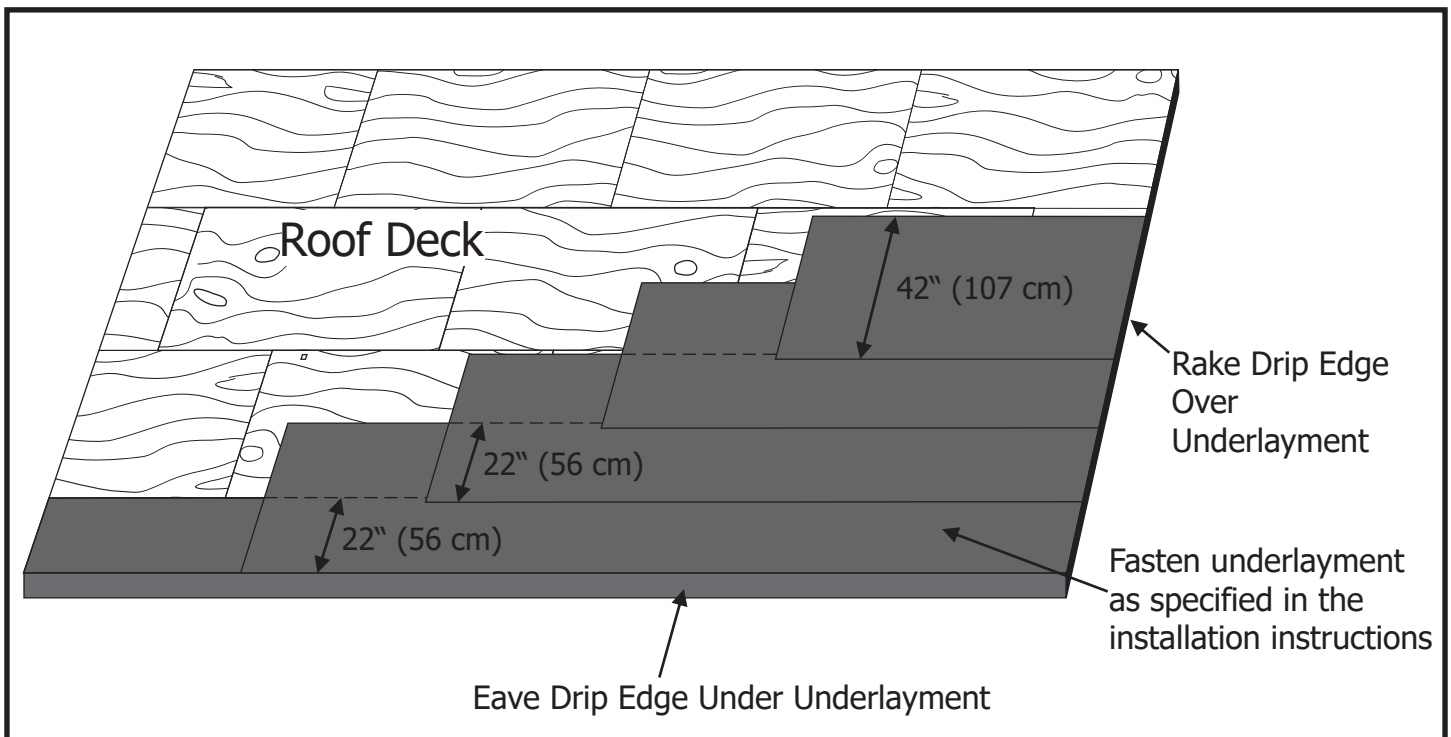 Roof Deck
42“ (107 cm)
Rake Drip Edge
Over
Underlayment
22“ (56 cm)
22“ (56 cm)
Fasten underlayment
as specified in the
installation instructions
Eave Drip Edge Under Underlayment